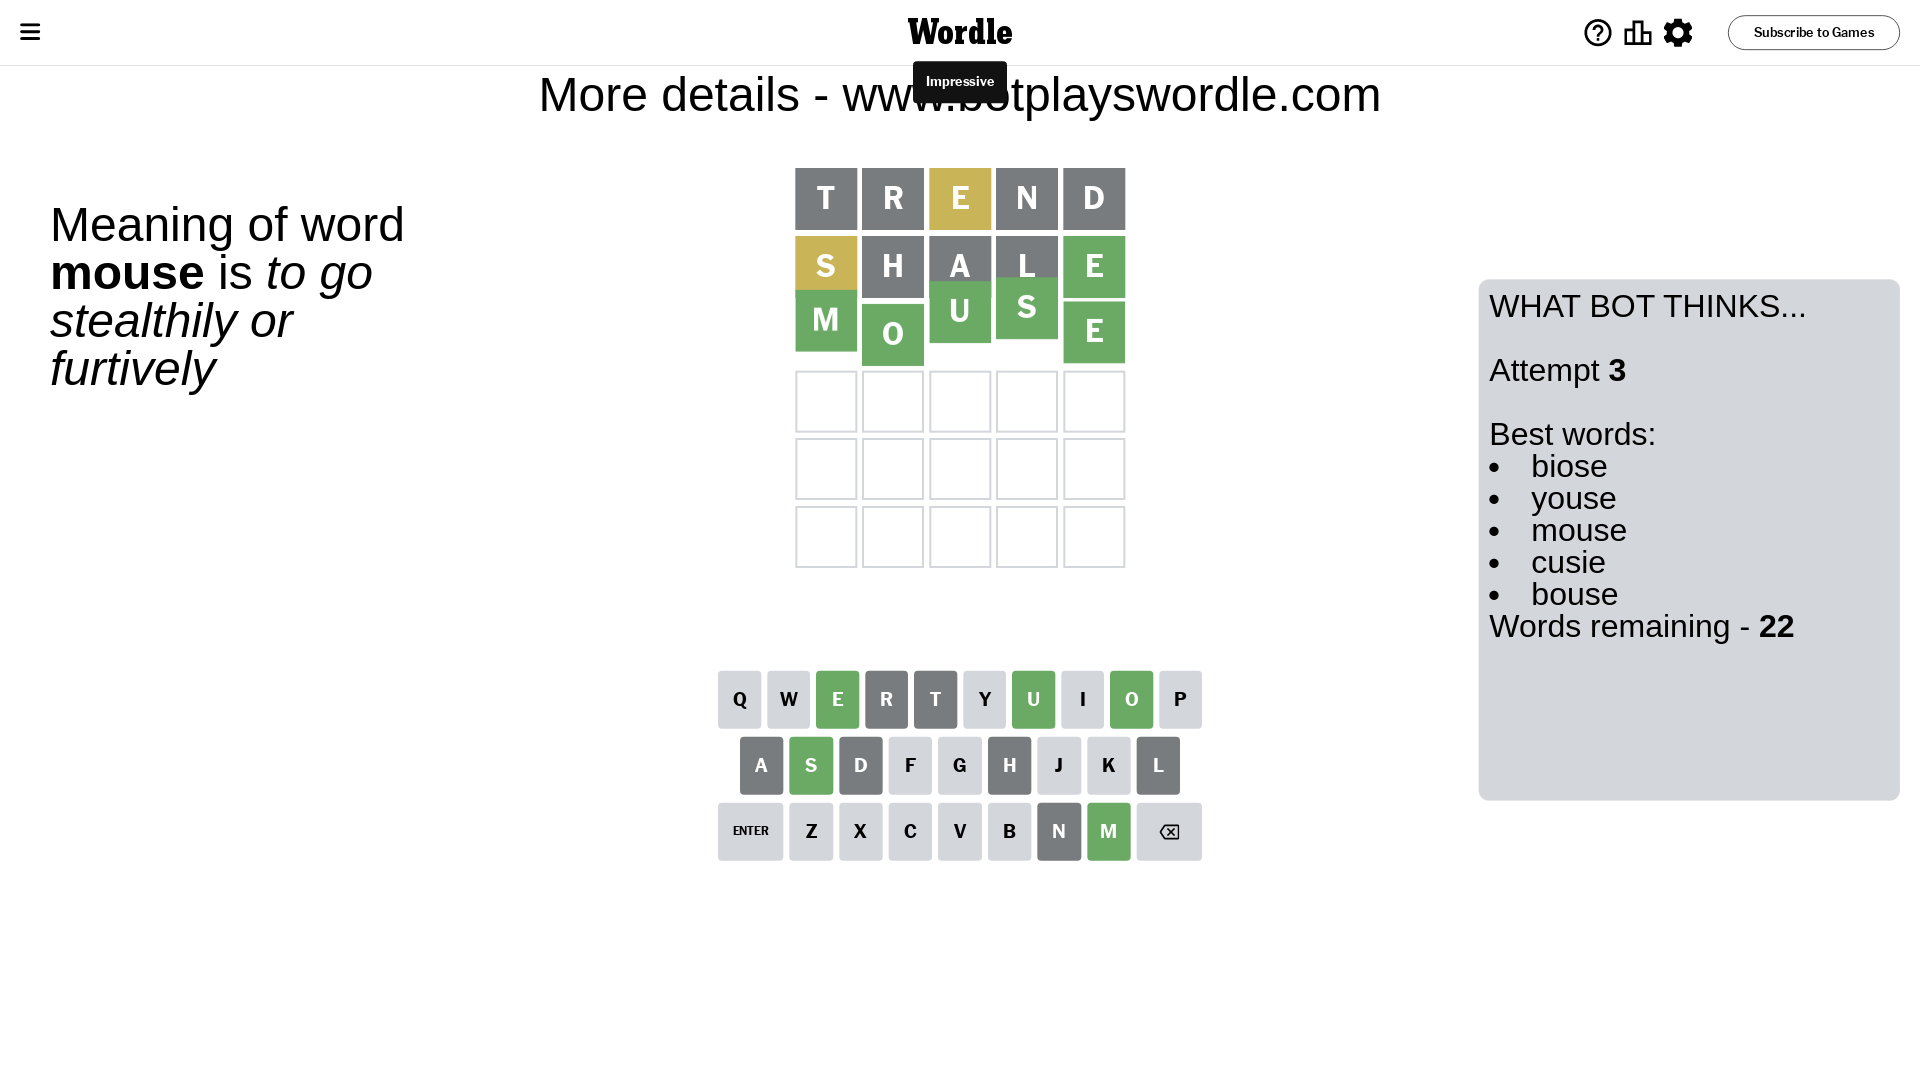 Wordle
Subscribe to Games
Impressive
More details - www.botplayswordle.com
Meaning of word
mouse is to go
stealthily or
furtively
T R E N D
S H A L E
M O U S E
WHAT BOT THINKS...
Attempt 3
Best words:
• biose
• youse
• mouse
• cusie
• bouse
Words remaining - 22
Q W E R T Y U I O P
A S D F G H J K L
ENTER Z X C V B N M